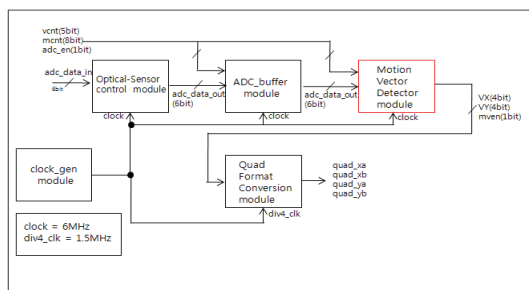 vcnt(5bit)
mcnt(8bit)
adc_en(1bit)
adc_data_in
6bit
Optical-Sensor
control module
clock
adc_data_out
(6bit)
ADC_buffer
module
clock
adc_data_out
(6bit)
Motion
Vector
Detector
module
clock
VX(4bit)
VY(4bit)
mven(1bit)
clock_gen
module
Quad
Format
Conversion
module
div4_clk
quad_xa
quad_xb
quad_ya
quad_yb
clock = 6MHz
div4_clk = 1.5MHz